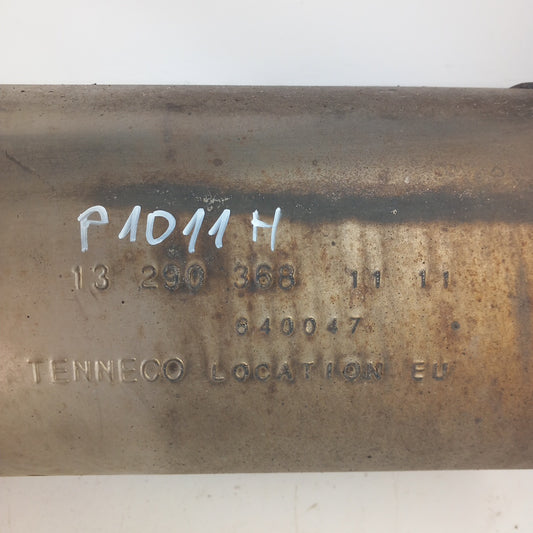 P1011H
13 290 368 11 11
640047
TENNECO LOCATION EU